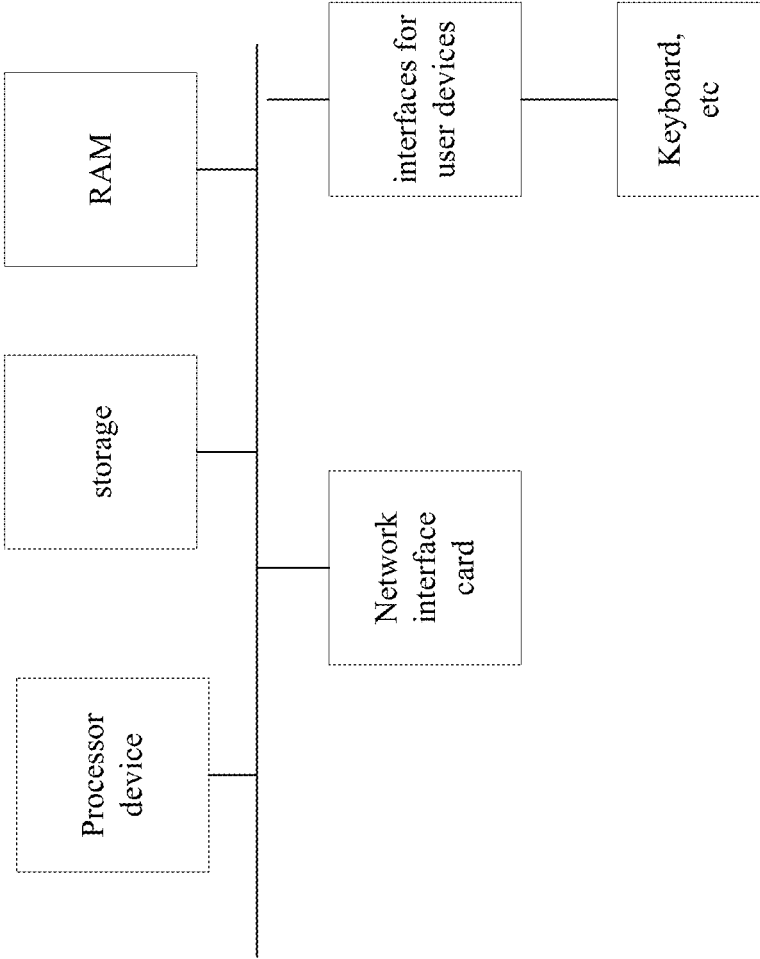 Processor
device
storage
RAM
Network
interface
card
interfaces for
user devices
Keyboard,
etc